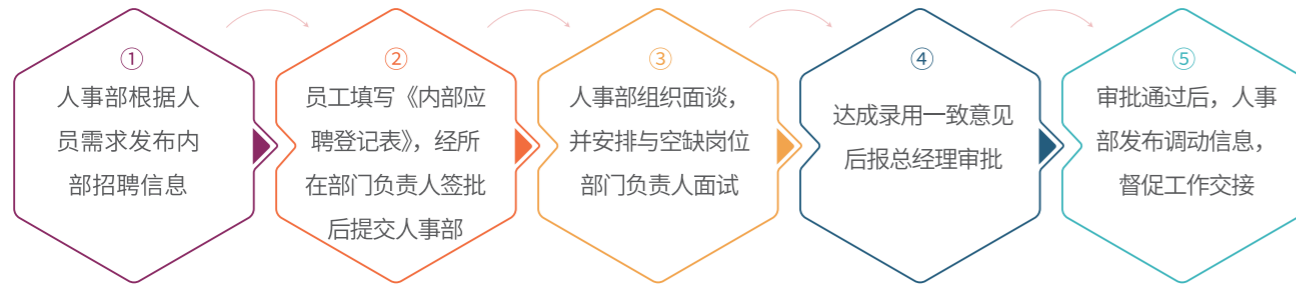 ①
人事部根据人
员需求发布内
部招聘信息
②
员工填写《内部应
聘登记表》，经所
在部门负责人签批
后提交人事部
③
人事部组织面谈，
并安排与空缺岗位
部门负责人面试
④
达成录用一致意见
后报总经理审批
⑤
审批通过后，人事
部发布调动信息，
督促工作交接